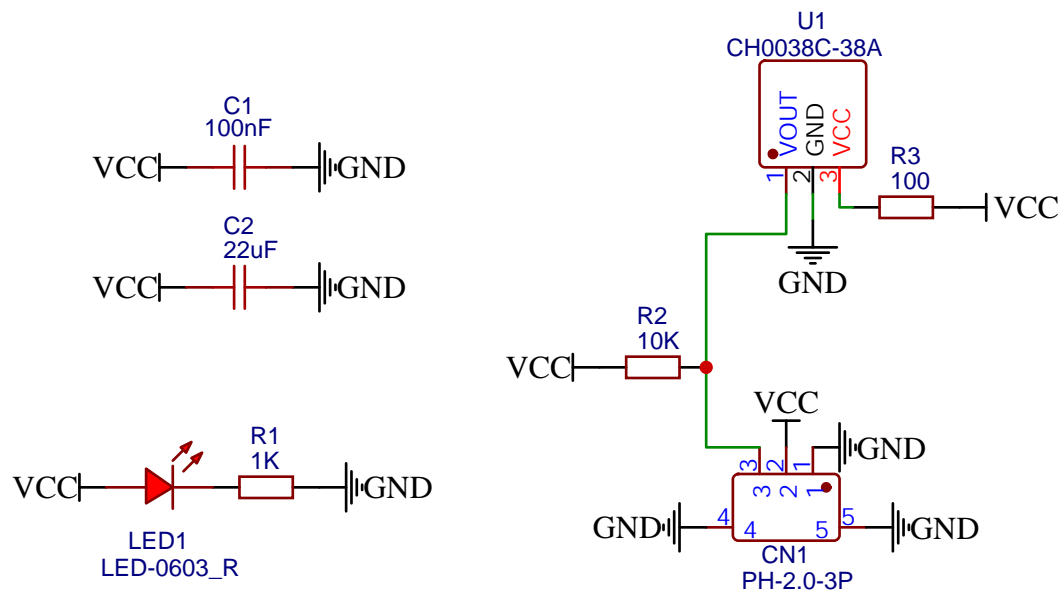 U1
CH0038C-38A
VOUT
GND
VCC
1
2
3
R3
100
VCC
GND
C1
100nF
VCC
GND
C2
22uF
VCC
GND
R2
10K
VCC
VCC
GND
3
2
1
3
2
1
GND
4
4
5
5
GND
CN1
PH-2.0-3P
R1
1K
VCC
GND
LED1
LED-0603_R